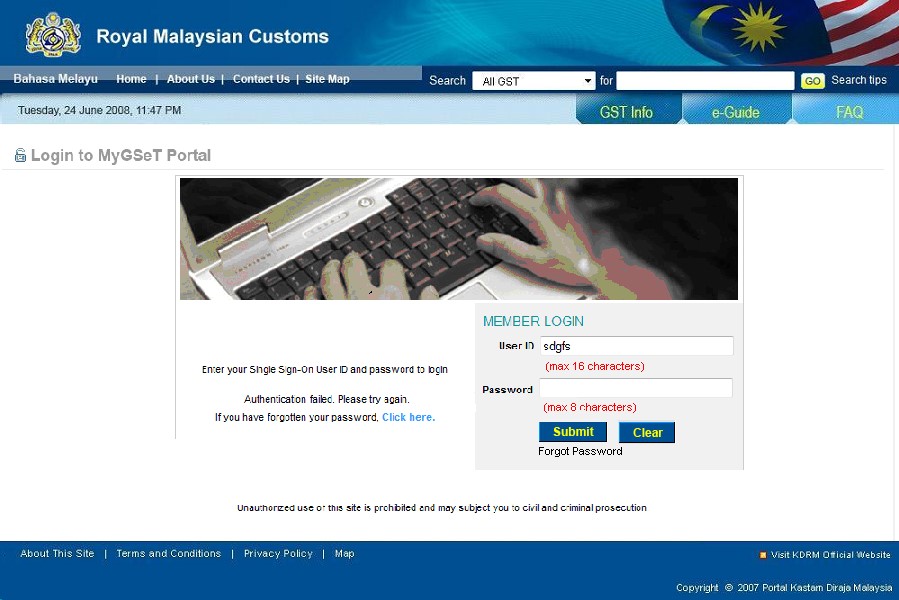 Royal Malaysian Customs
Bahasa Melayu Home | About Us | Contact Us | Site Map Search All GST for GO Search tips
Tuesday, 24 June 2008, 11:47 PM GST Info e-Guide FAQ
Login to MyGSeT Portal
MEMBER LOGIN
User ID sdgfs
(max 16 characters)
Enter your Single Sign-On User ID and password to login
Password
Authentication failed. Please try again.
(max 8 characters)
If you have forgotten your password, Click here.
Submit Clear
Forgot Password
Unauthorized use of this site is prohibited and may subject you to civil and criminal prosecution
About This Site | Terms and Conditions | Privacy Policy | Map Visit KDRM Official Website
Copyright © 2007 Portal Kastam Diraja Malaysia